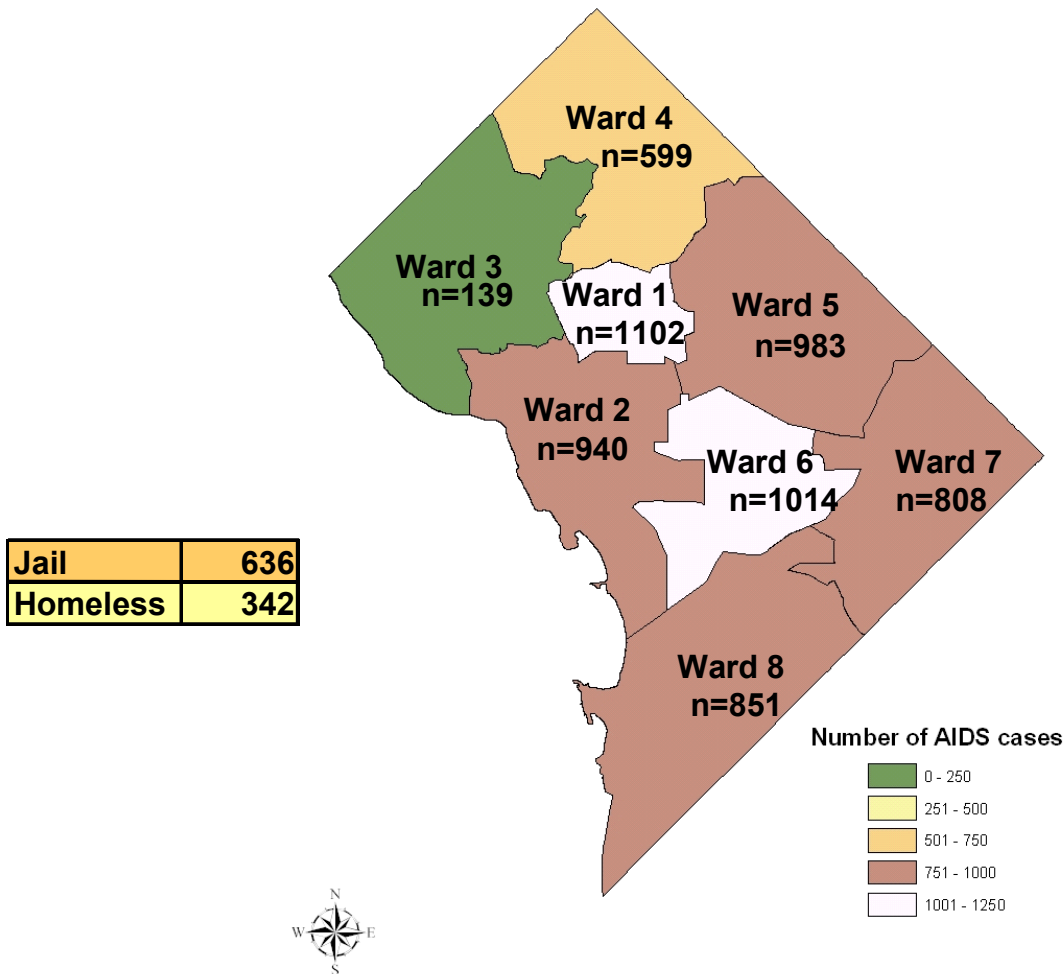 Ward 4
n=599
Ward 3
n=139
Ward 1
n=1102
Ward 5
n=983
Ward 2
n=940
Ward 6
n=1014
Ward 7
n=808
Jail 636
Homeless 342
Ward 8
n=851
Number of AIDS cases
0 - 250
251 - 500
501 - 750
751 - 1000
1001 - 1250
N
W E
S